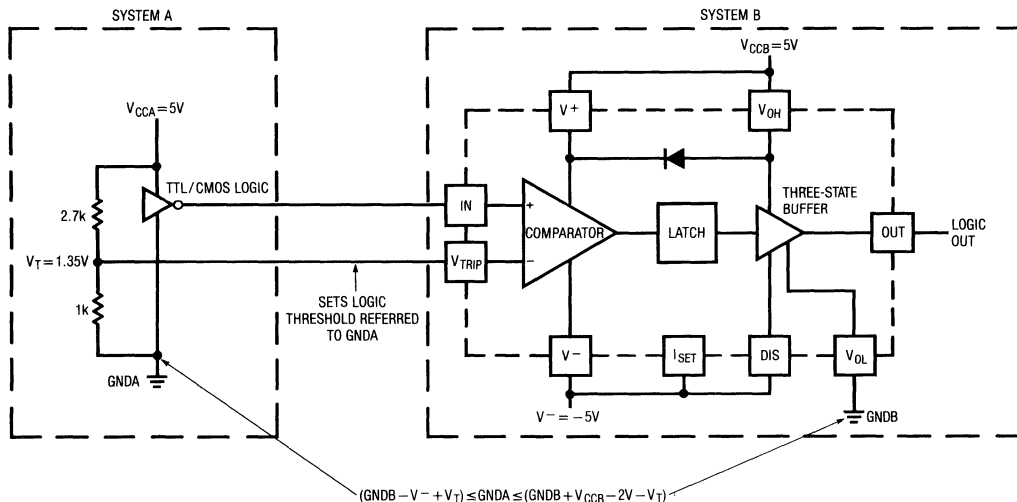 SYSTEM A
SYSTEM B
V_CCA = 5V
V_CCB = 5V
V+
V_OH
TTL/CMOS LOGIC
THREE-STATE
BUFFER
2.7k
IN
+
COMPARATOR
LATCH
OUT
LOGIC
OUT
V_T = 1.35V
V_TRIP
–
1k
SETS LOGIC
THRESHOLD REFERRED
TO GNDA
V–
I_SET
DIS
V_OL
GNDA
V– = –5V
GNDB
(GNDB – V– + V_T) ≤ GNDA ≤ (GNDB + V_CCB – 2V – V_T)